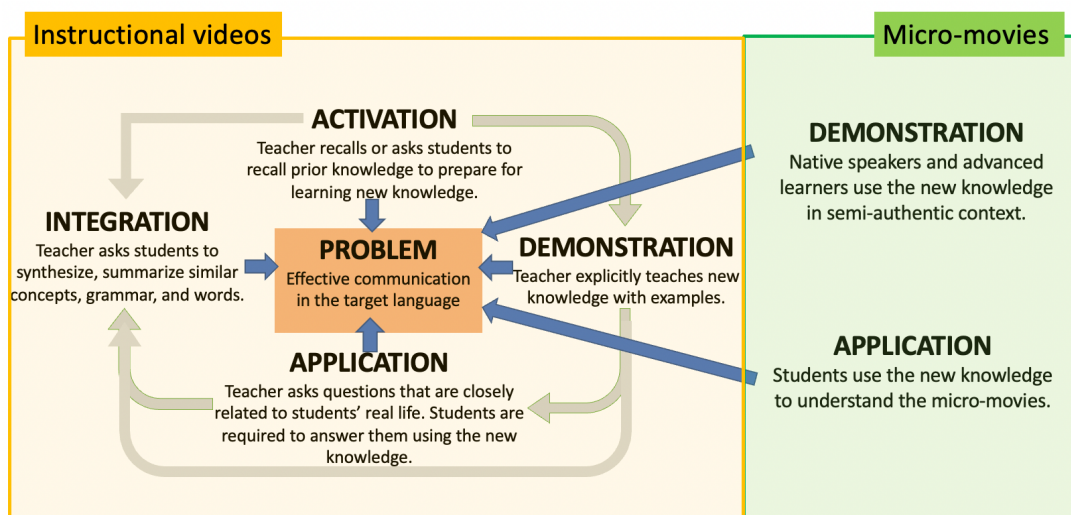 Instructional videos
Micro-movies
ACTIVATION
Teacher recalls or asks students to
recall prior knowledge to prepare for
learning new knowledge.
INTEGRATION
Teacher asks students to
synthesize, summarize similar
concepts, grammar, and words.
PROBLEM
Effective communication
in the target language
DEMONSTRATION
Teacher explicitly teaches new
knowledge with examples.
APPLICATION
Teacher asks questions that are closely
related to students’ real life. Students are
required to answer them using the new
knowledge.
DEMONSTRATION
Native speakers and advanced
learners use the new knowledge
in semi-authentic context.
APPLICATION
Students use the new knowledge
to understand the micro-movies.